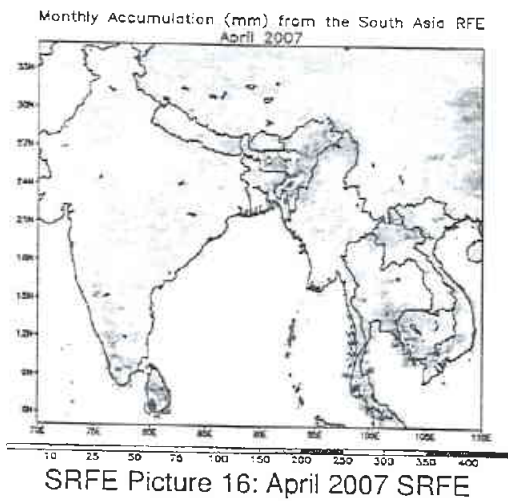 Monthly Accumulation (mm) from the South Asia RFE
April 2007
33N
30N
27N
24N
21N
18N
15N
12N
9N
6N
70E 75E 80E 85E 90E 95E 100E 105E 110E
10 25 50 75 100 150 200 250 300 350 400
SRFE Picture 16: April 2007 SRFE